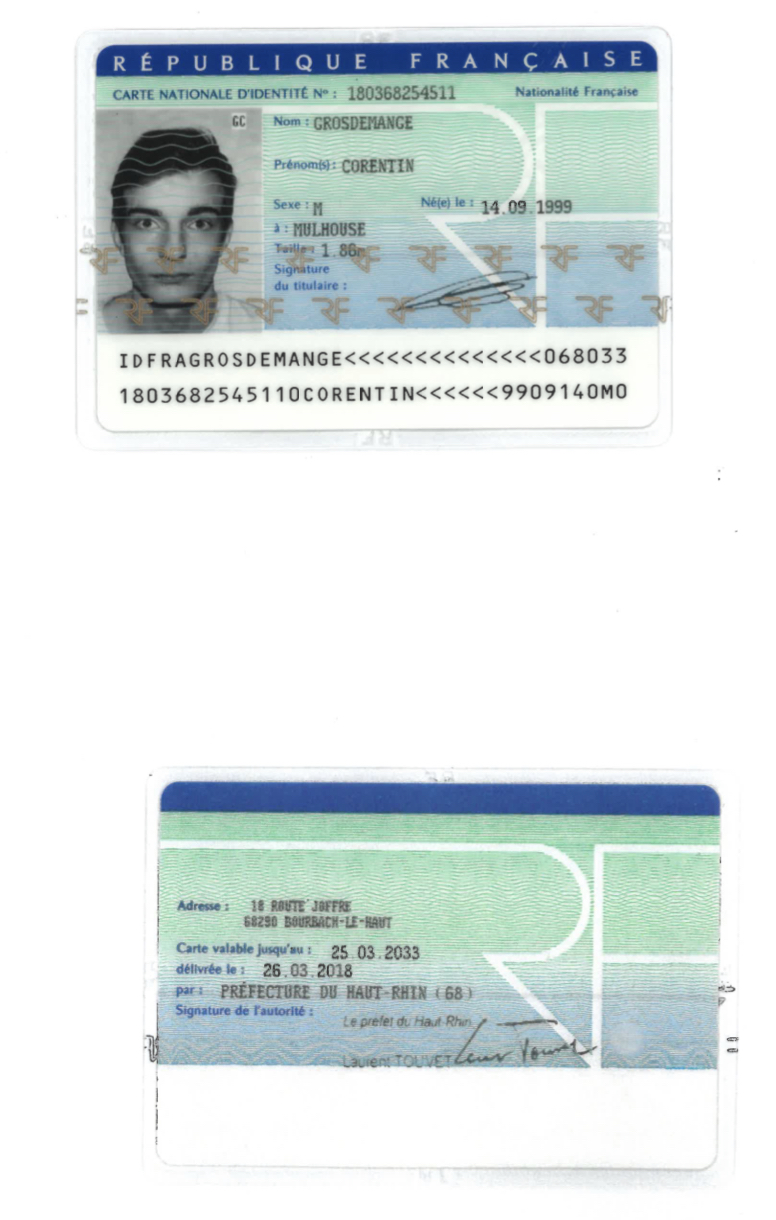 RÉPUBLIQUE FRANÇAISE
CARTE NATIONALE D'IDENTITÉ Nº : 180368254511 Nationalité Française
GC
Nom : GROSDEMANGE
Prénom(s) : CORENTIN
Sexe : M Né(e) le : 14.09.1999
à : MULHOUSE
Taille : 1.86m
Signature
du titulaire :
IDFRAGROSDEMANGE<<<<<<<<<<<<<<<068033
1803682545110CORENTIN<<<<<<9909140M0
Adresse : 18 ROUTE JOFFRE
68290 BOURBACH-LE-HAUT
Carte valable jusqu'au : 25.03.2033
délivrée le : 26.03.2018
par : PRÉFECTURE DU HAUT-RHIN (68)
Signature de l'autorité :
Le préfet du Haut-Rhin
Laurent TOUVET